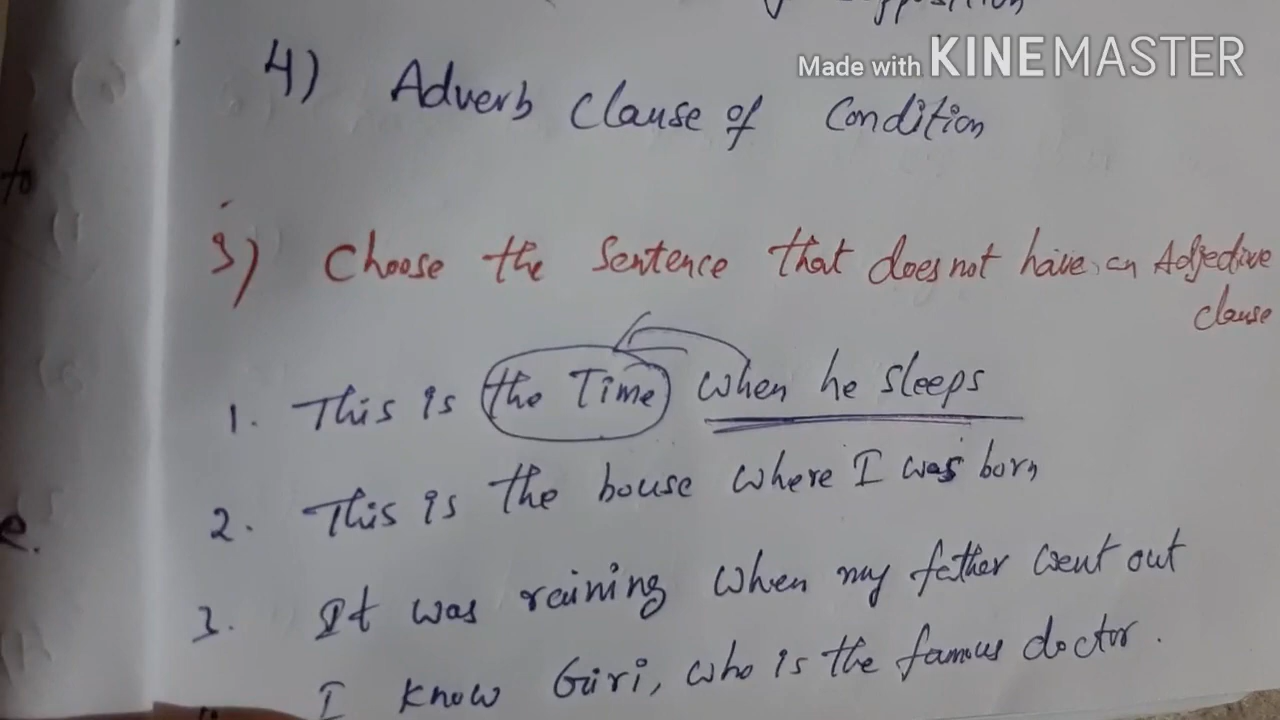 Made with KINEMASTER
4) Adverb Clause of Condition
to
3) Choose the Sentence that does not have an Adjective
clause
1. This is the Time when he sleeps
2. This is the house where I was born
e.
3. It was raining when my father went out
I know Giri, who is the famous doctor.